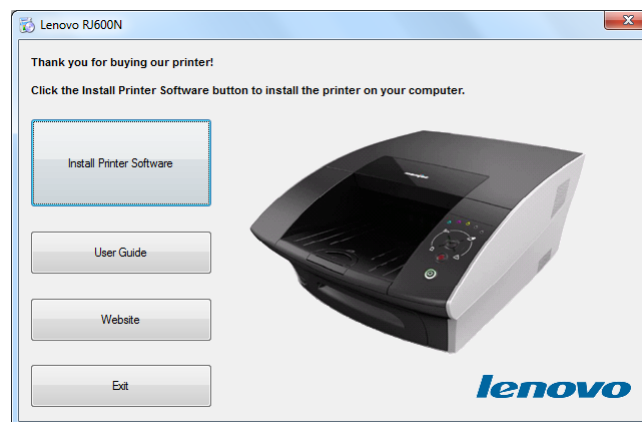 Lenovo RJ600N
Thank you for buying our printer!
Click the Install Printer Software button to install the printer on your computer.
Install Printer Software
User Guide
Website
Exit
lenovo